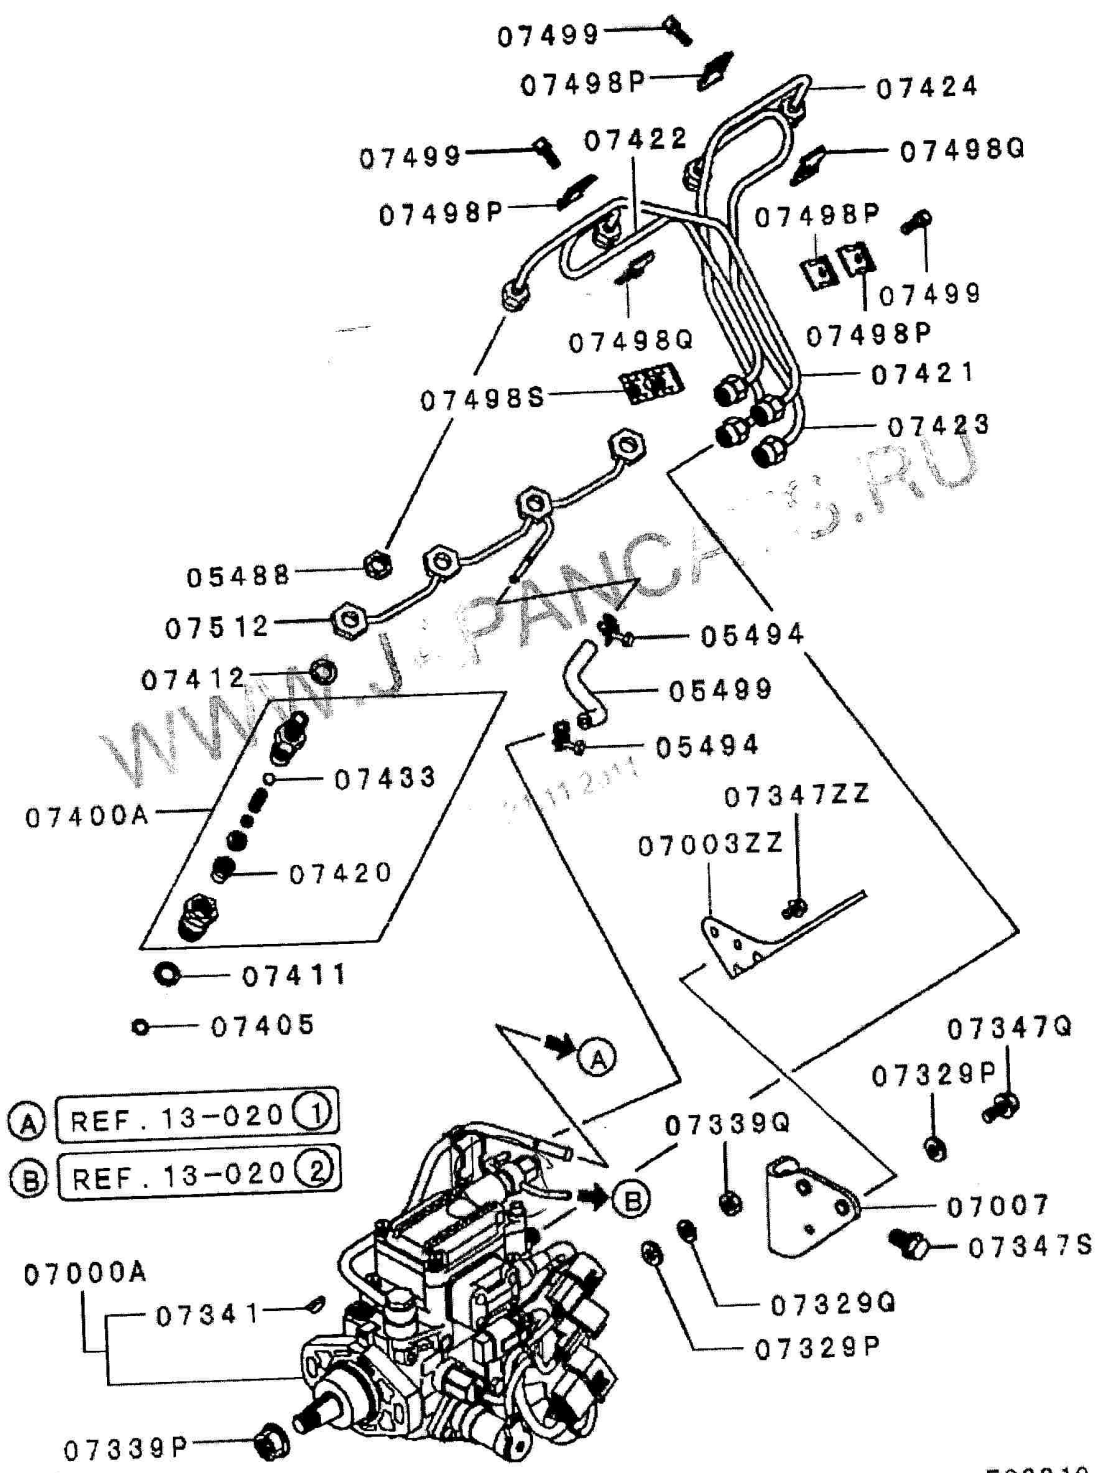 07499
07498P
07424
07422
07499
07498Q
07498P
07498P
07499
07498Q
07498P
07421
07498S
07423
WWW.JAPANCARS.RU
05488
07512
05494
07412
05499
05494
07433
07347ZZ
07400A
07003ZZ
07420
07411
07405
07347Q
A
07329P
A REF. 13-020 1
07339Q
B REF. 13-020 2
B
07007
07347S
07000A
07341
07329Q
07329P
07339P